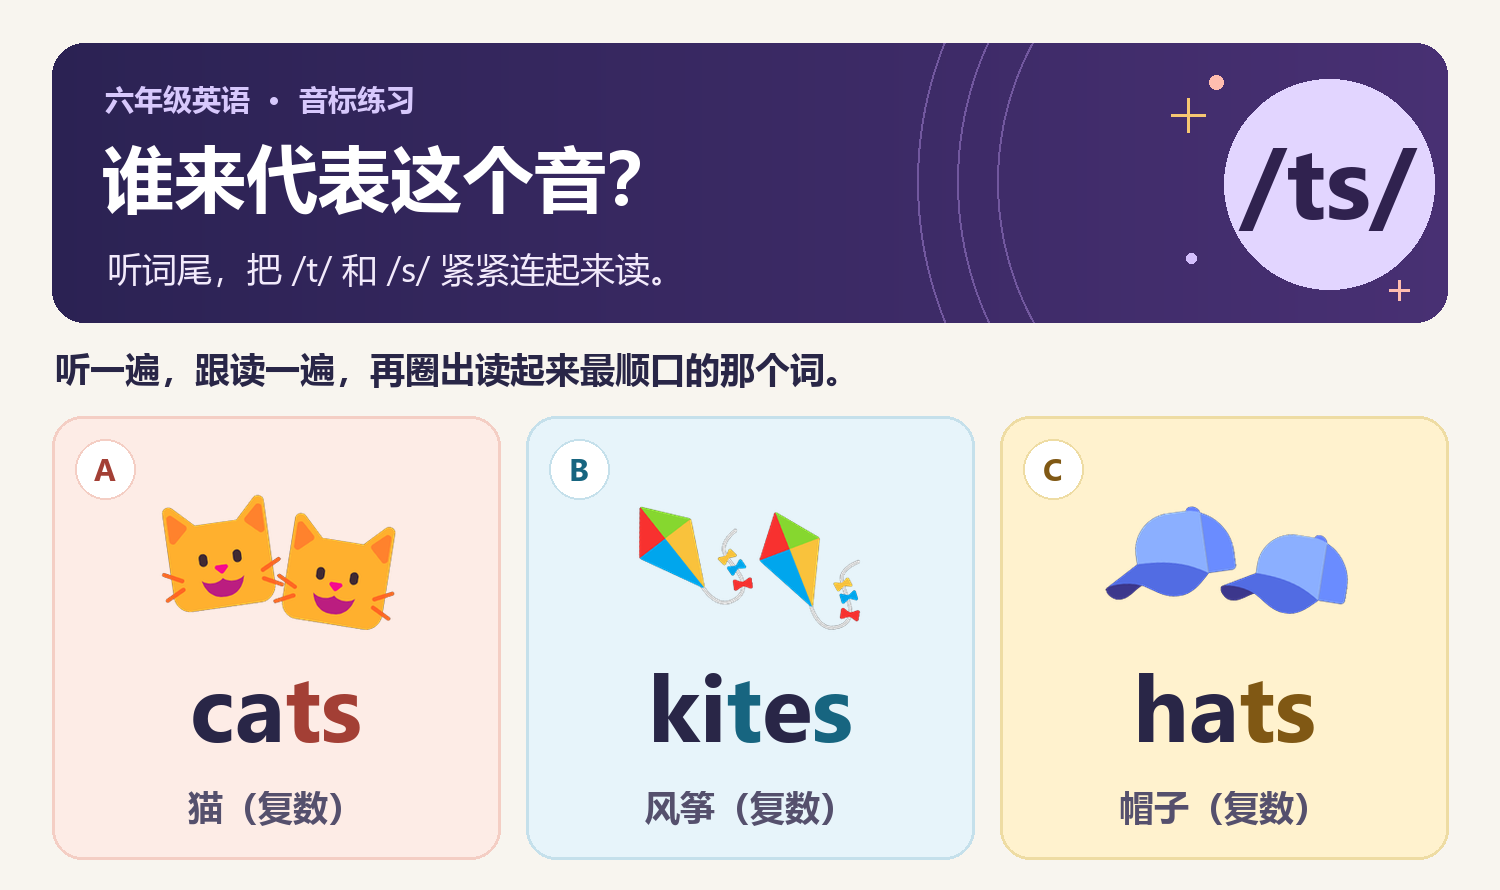 六年级英语 • 音标练习
谁来代表这个音？
/ts/
听词尾，把 /t/ 和 /s/ 紧紧连起来读。
听一遍，跟读一遍，再圈出读起来最顺口的那个词。
A
cats
猫（复数）
B
kites
风筝（复数）
C
hats
帽子（复数）